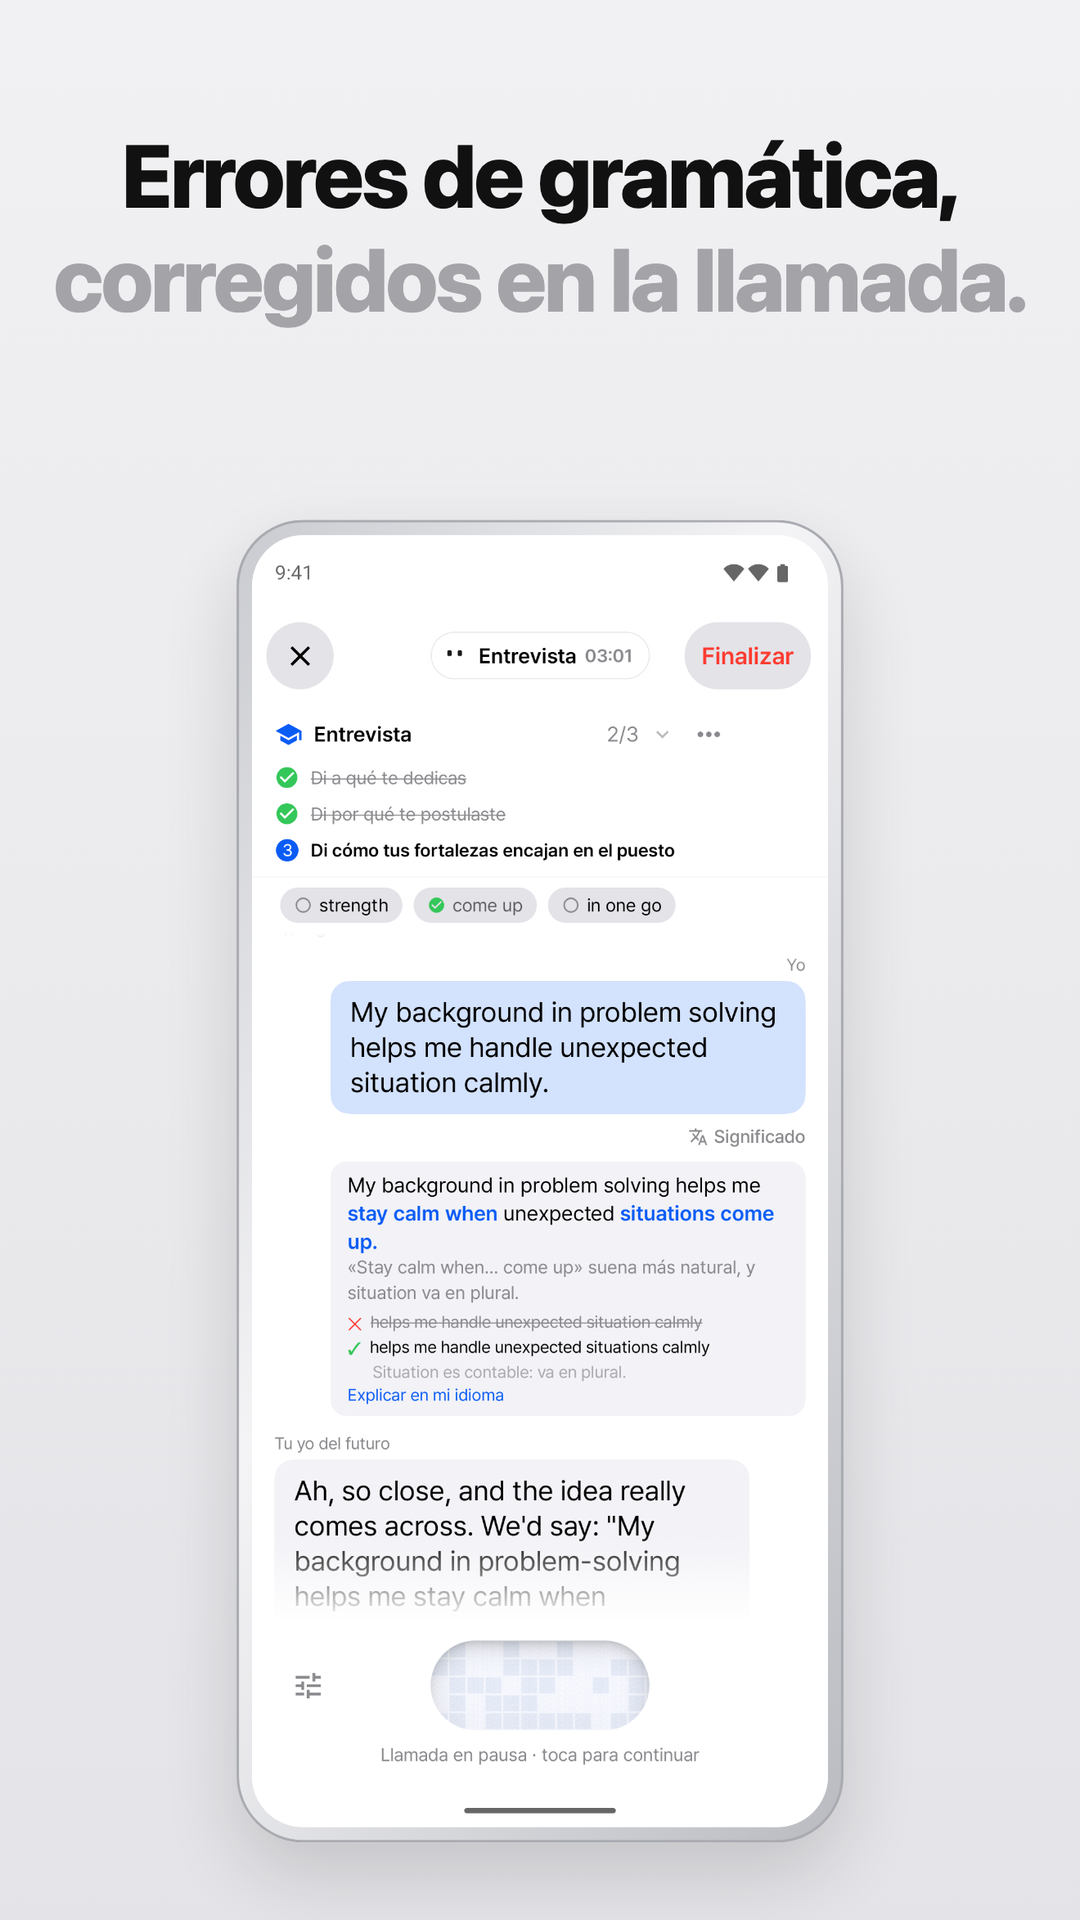 Errores de gramática,
corregidos en la llamada.
9:41
Entrevista 03:01
Finalizar
Entrevista
2/3
Di a qué te dedicas
Di por qué te postulaste
3 Di cómo tus fortalezas encajan en el puesto
strength
come up
in one go
Yo
My background in problem solving
helps me handle unexpected
situation calmly.
Significado
My background in problem solving helps me
stay calm when unexpected situations come
up.
«Stay calm when... come up» suena más natural, y
situation va en plural.
helps me handle unexpected situation calmly
helps me handle unexpected situations calmly
Situation es contable: va en plural.
Explicar en mi idioma
Tu yo del futuro
Ah, so close, and the idea really
comes across. We'd say: "My
background in problem-solving
helps me stay calm when
Llamada en pausa · toca para continuar